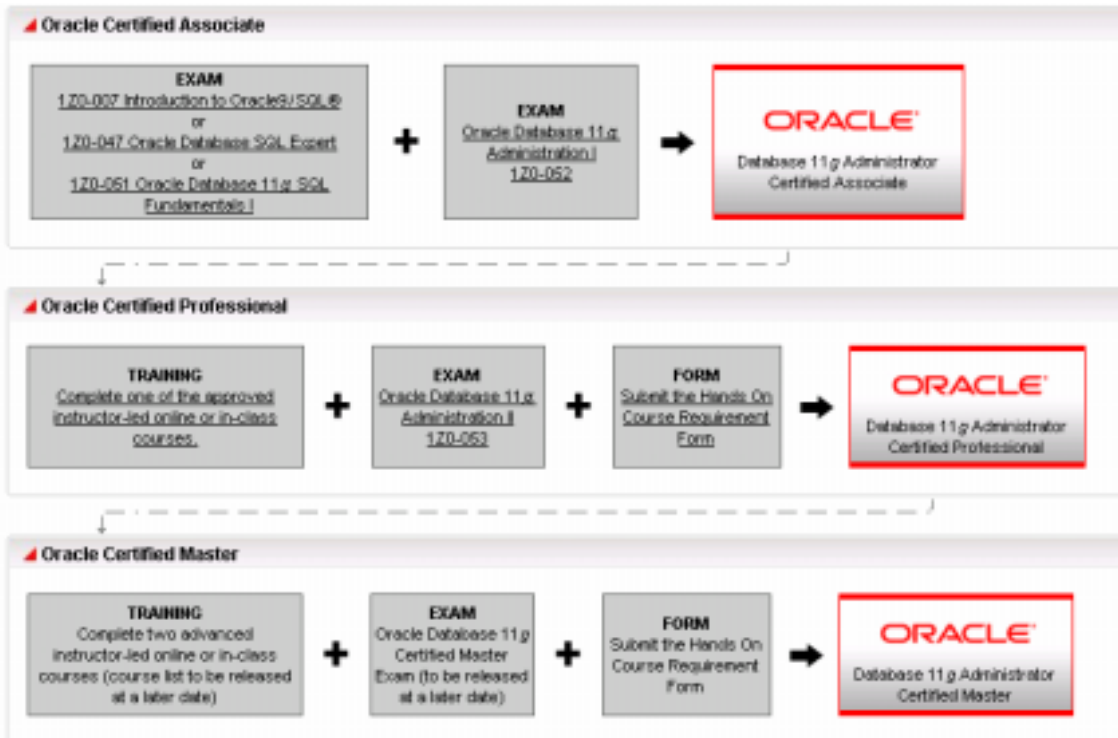 Oracle Certified Associate
EXAM
1Z0-007 Introduction to Oracle9i SQL®
or
1Z0-047 Oracle Database SQL Expert
or
1Z0-051 Oracle Database 11g SQL
Fundamentals I
+
EXAM
Oracle Database 11g
Administration I
1Z0-052
ORACLE®
Database 11g Administrator
Certified Associate
Oracle Certified Professional
TRAINING
Complete one of the approved
instructor-led online or in-class
courses.
+
EXAM
Oracle Database 11g
Administration II
1Z0-053
+
FORM
Submit the Hands On
Course Requirement
Form
ORACLE®
Database 11g Administrator
Certified Professional
Oracle Certified Master
TRAINING
Complete two advanced
instructor-led online or in-class
courses (course list to be released
at a later date)
+
EXAM
Oracle Database 11g
Certified Master
Exam (to be released
at a later date)
+
FORM
Submit the Hands On
Course Requirement
Form
ORACLE®
Database 11g Administrator
Certified Master